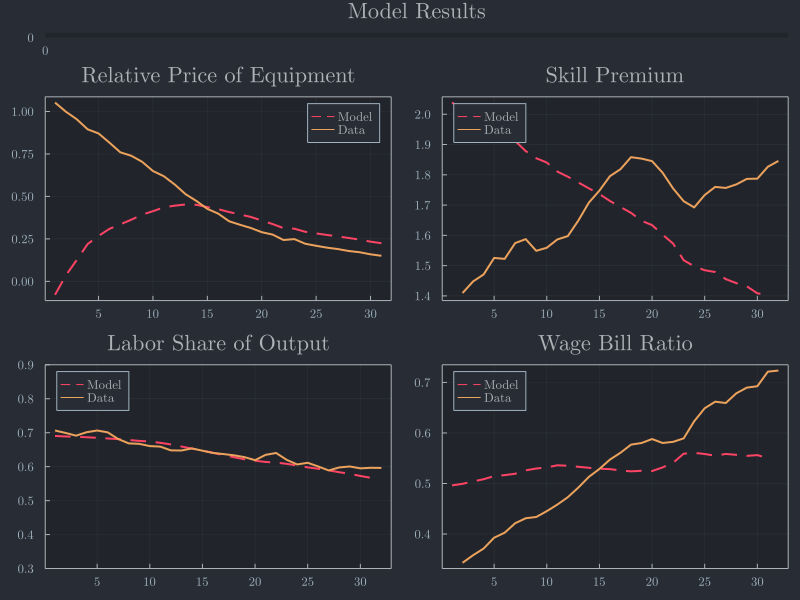 Model Results
0
0
Relative Price of Equipment
Skill Premium
1.00
0.75
0.50
0.25
0.00
Model
Data
5 10 15 20 25 30
2.0
1.9
1.8
1.7
1.6
1.5
1.4
Model
Data
5 10 15 20 25 30
Labor Share of Output
Wage Bill Ratio
0.9
0.8
0.7
0.6
0.5
0.4
0.3
Model
Data
5 10 15 20 25 30
0.7
0.6
0.5
0.4
Model
Data
5 10 15 20 25 30